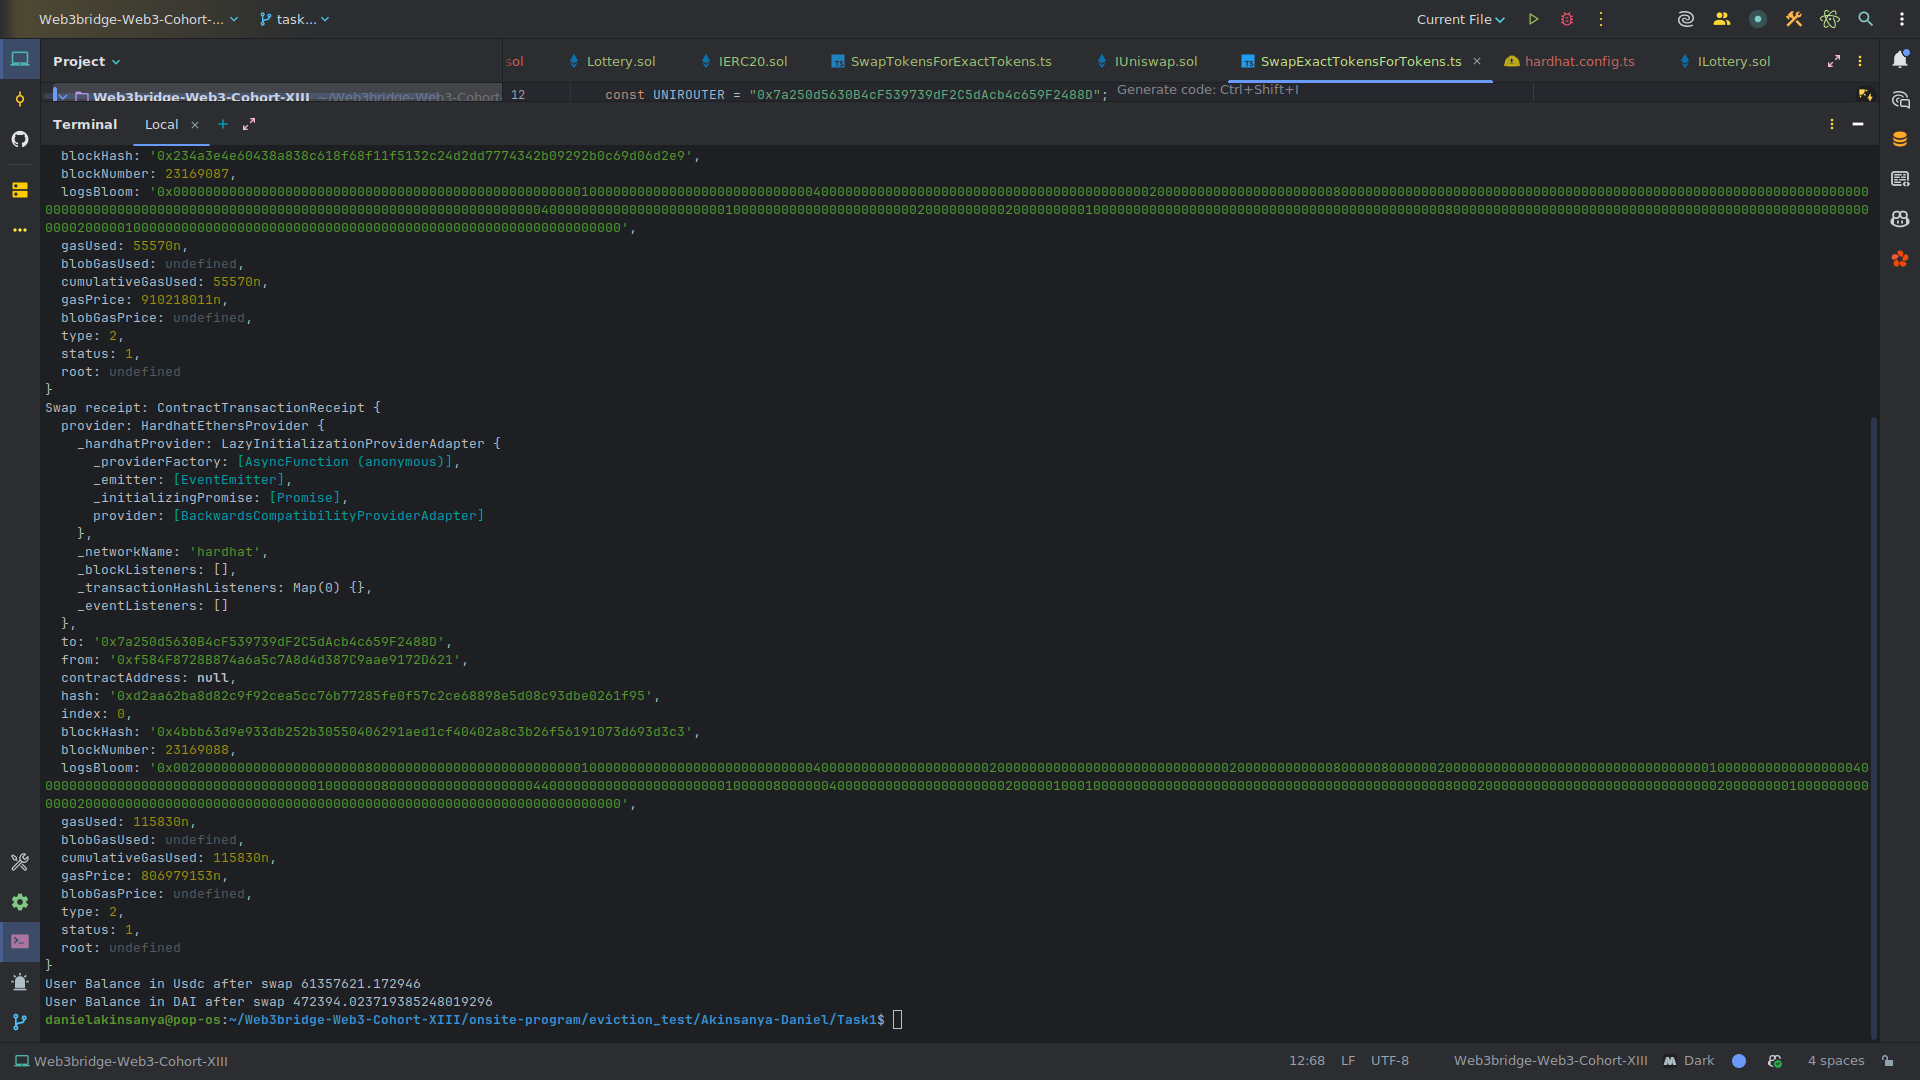 Web3bridge-Web3-Cohort-...
task...
Current File
Project
sol
Lottery.sol
IERC20.sol
SwapTokensForExactTokens.ts
IUniswap.sol
SwapExactTokensForTokens.ts
hardhat.config.ts
ILottery.sol
Web3bridge-Web3-Cohort-XIII ~/Web3bridge-Web3-Cohort
12 const UNIROUTER = "0x7a250d5630B4cF539739dF2C5dAcb4c659F2488D"; Generate code: Ctrl+Shift+I
Terminal
Local
blockHash: '0x234a3e4e60438a838c618f68f11f5132c24d2dd7774342b09292b0c69d06d2e9',
blockNumber: 23169087,
logsBloom:
gasUsed: 55570n,
blobGasUsed: undefined,
cumulativeGasUsed: 55570n,
gasPrice: 910218011n,
blobGasPrice: undefined,
type: 2,
status: 1,
root: undefined
}
Swap receipt: ContractTransactionReceipt {
provider: HardhatEthersProvider {
_hardhatProvider: LazyInitializationProviderAdapter {
_providerFactory: [AsyncFunction (anonymous)],
_emitter: [EventEmitter],
_initializingPromise: [Promise],
provider: [BackwardsCompatibilityProviderAdapter]
},
_networkName: 'hardhat',
_blockListeners: [],
_transactionHashListeners: Map(0) {},
_eventListeners: []
},
to: '0x7a250d5630B4cF539739dF2C5dAcb4c659F2488D',
from: '0xf584F8728B874a6a5c7A8d4d387C9aae9172D621',
contractAddress: null,
hash: '0xd2aa62ba8d82c9f92cea5cc76b77285fe0f57c2ce68898e5d08c93dbe0261f95',
index: 0,
blockHash: '0x4bbb63d9e933db252b30550406291aed1cf40402a8c3b26f56191073d693d3c3',
blockNumber: 23169088,
logsBloom:
gasUsed: 115830n,
blobGasUsed: undefined,
cumulativeGasUsed: 115830n,
gasPrice: 806979153n,
blobGasPrice: undefined,
type: 2,
status: 1,
root: undefined
}
User Balance in Usdc after swap 61357621.172946
User Balance in DAI after swap 472394.023719385248019296
danielakinsanya@pop-os:~/Web3bridge-Web3-Cohort-XIII/onsite-program/eviction_test/Akinsanya-Daniel/Task1$
Web3bridge-Web3-Cohort-XIII
12:68 LF UTF-8 Web3bridge-Web3-Cohort-XIII Dark 4 spaces